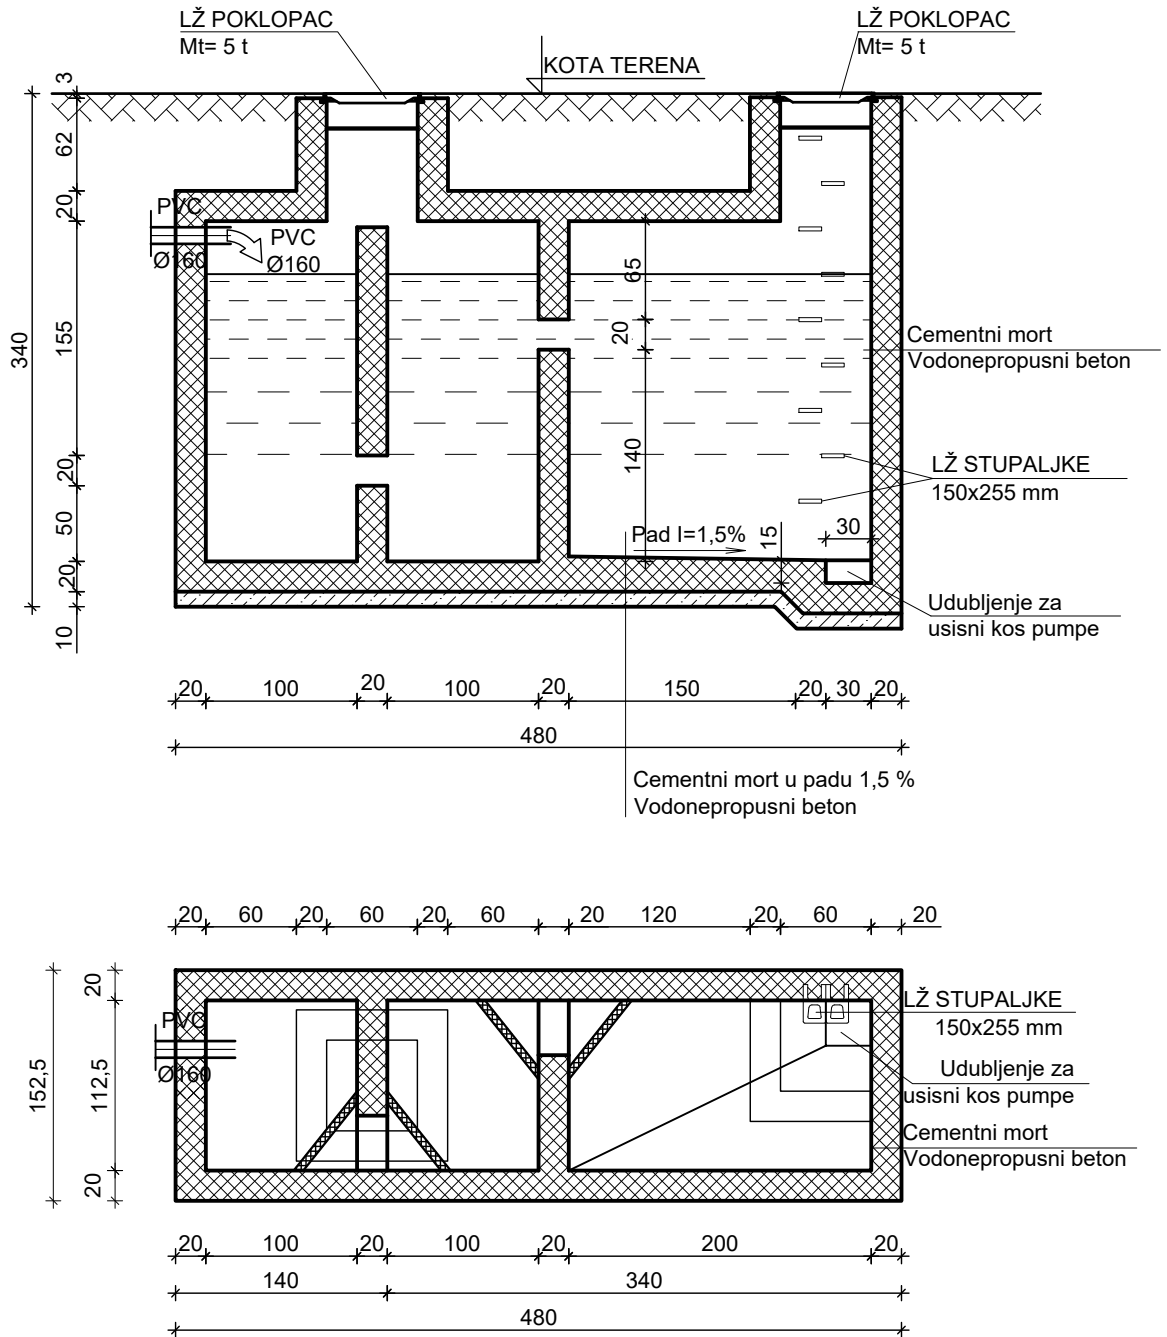 LŽ POKLOPAC
Mt= 5 t
LŽ POKLOPAC
Mt= 5 t
KOTA TERENA
3
62
20
155
20
50
20
10
340
PVC
Ø160
PVC
Ø160
65
20
140
Cementni mort
Vodonepropusni beton
LŽ STUPALJKE
150x255 mm
Pad I=1,5%
15
30
Udubljenje za
usisni kos pumpe
20 100 20 100 20 150 20 30 20
480
Cementni mort u padu 1,5 %
Vodonepropusni beton
20 60 20 60 20 60 20 120 20 60 20
20
112,5
20
152,5
PVC
Ø160
LŽ STUPALJKE
150x255 mm
Udubljenje za
usisni kos pumpe
Cementni mort
Vodonepropusni beton
20 100 20 100 20 200 20
140 340
480